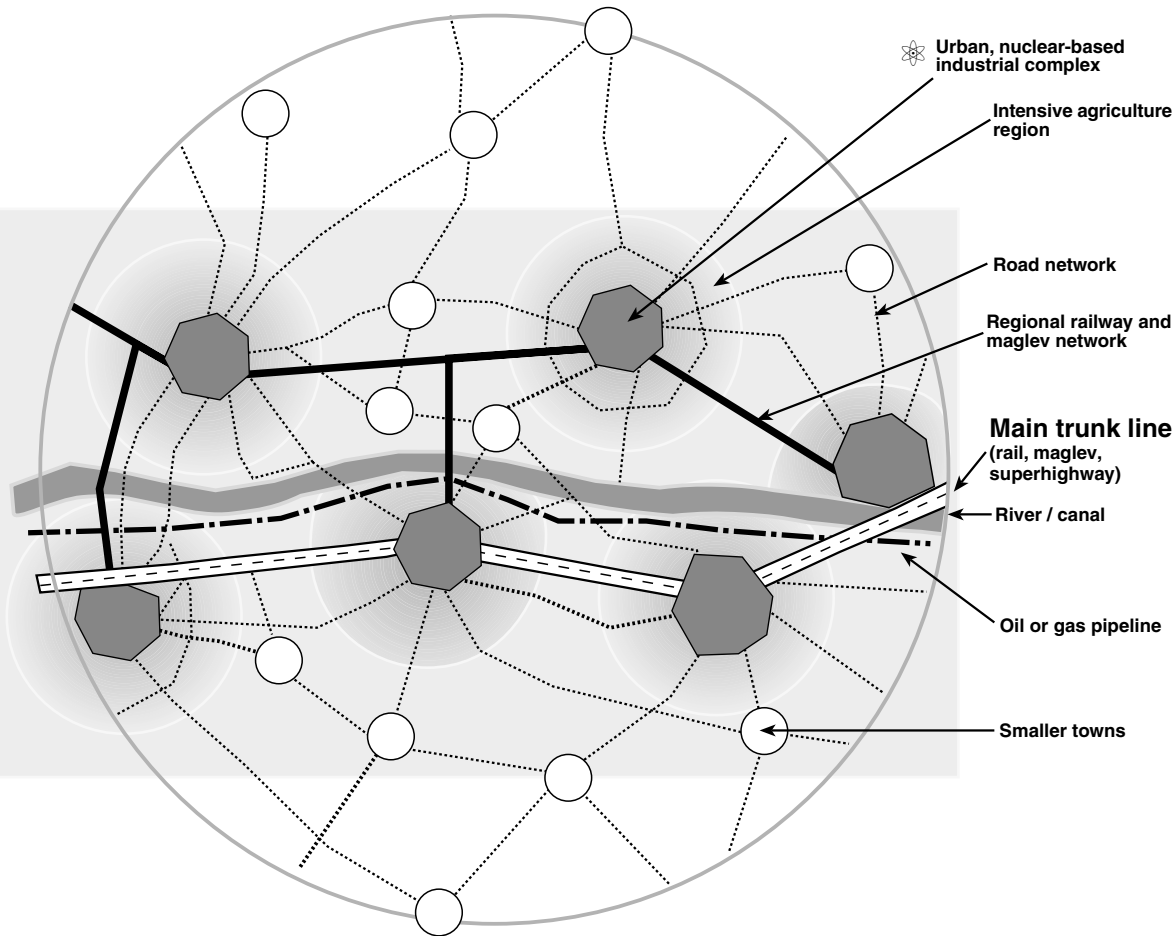 Urban, nuclear-based
industrial complex
Intensive agriculture
region
Road network
Regional railway and
maglev network
Main trunk line
(rail, maglev,
superhighway)
River / canal
Oil or gas pipeline
Smaller towns